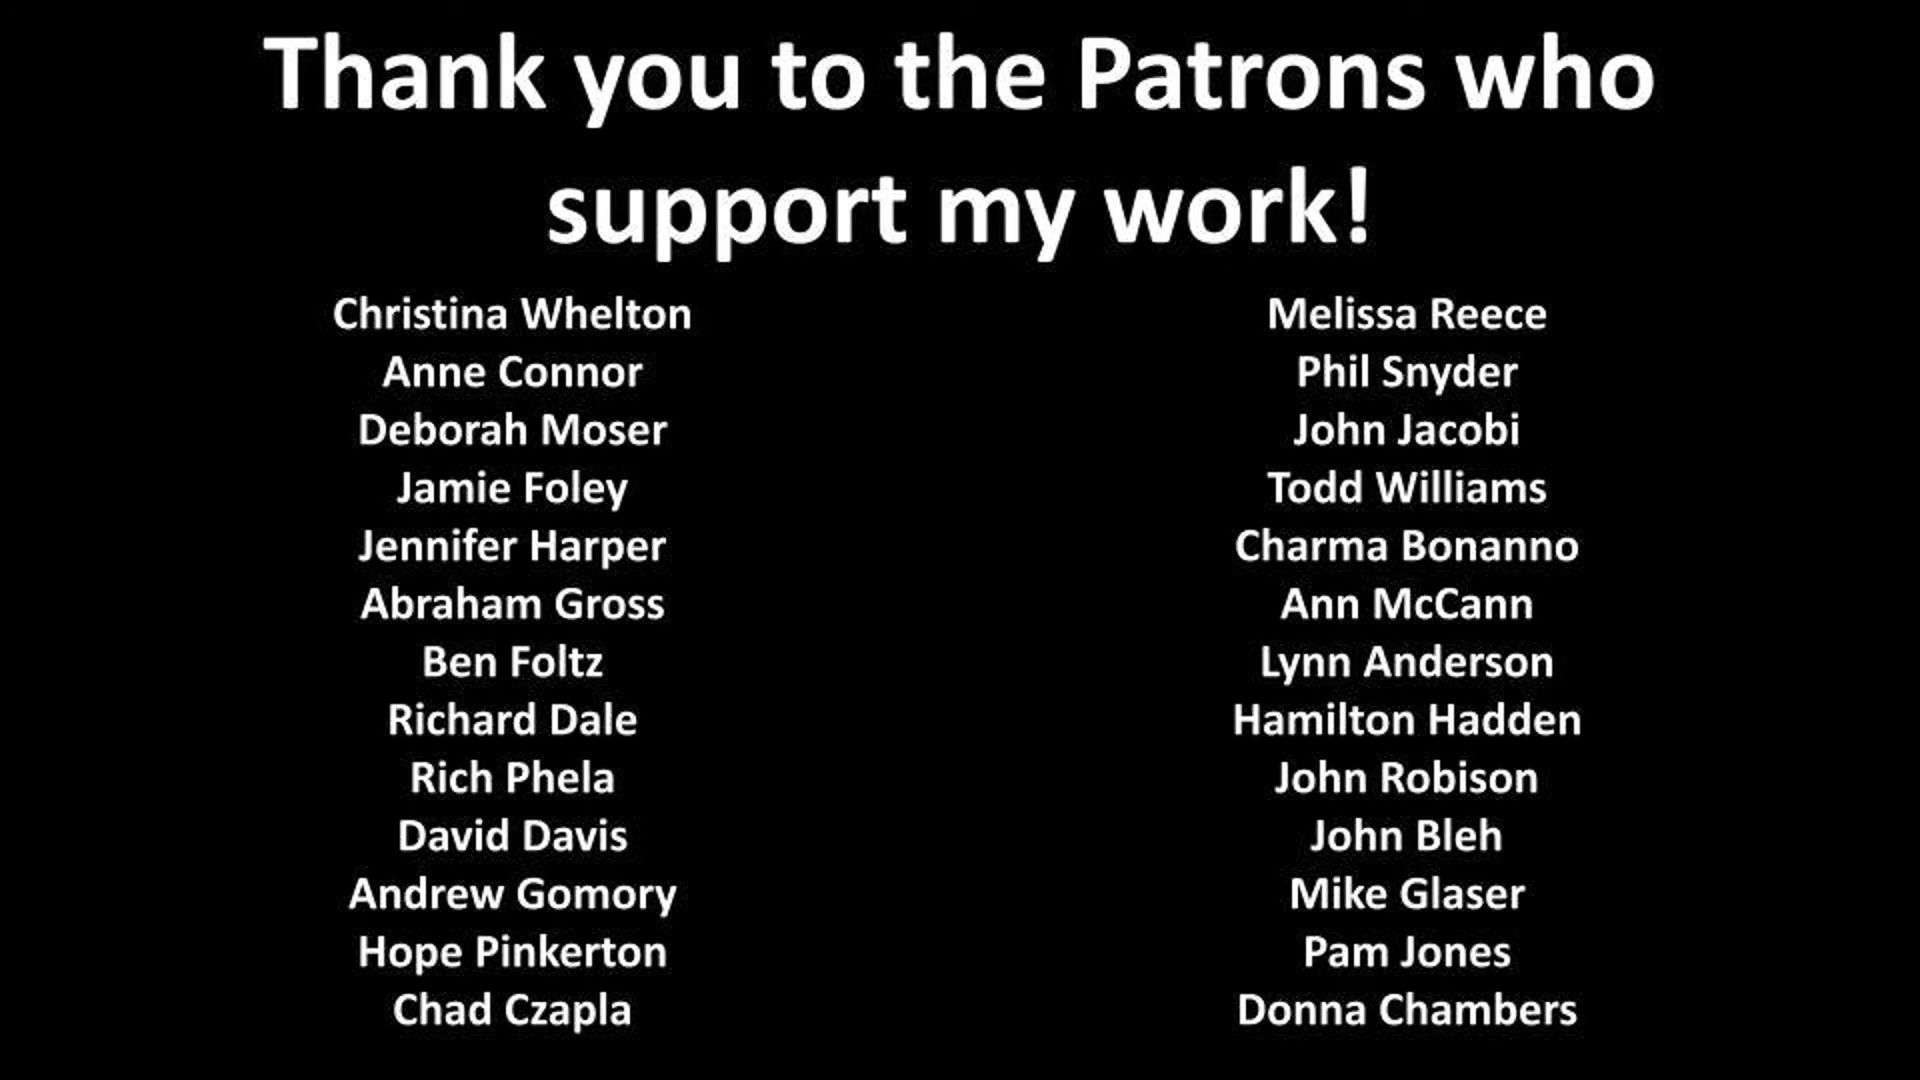 Thank you to the Patrons who
support my work!
Christina Whelton
Anne Connor
Deborah Moser
Jamie Foley
Jennifer Harper
Abraham Gross
Ben Foltz
Richard Dale
Rich Phela
David Davis
Andrew Gomory
Hope Pinkerton
Chad Czapla
Melissa Reece
Phil Snyder
John Jacobi
Todd Williams
Charma Bonanno
Ann McCann
Lynn Anderson
Hamilton Hadden
John Robison
John Bleh
Mike Glaser
Pam Jones
Donna Chambers